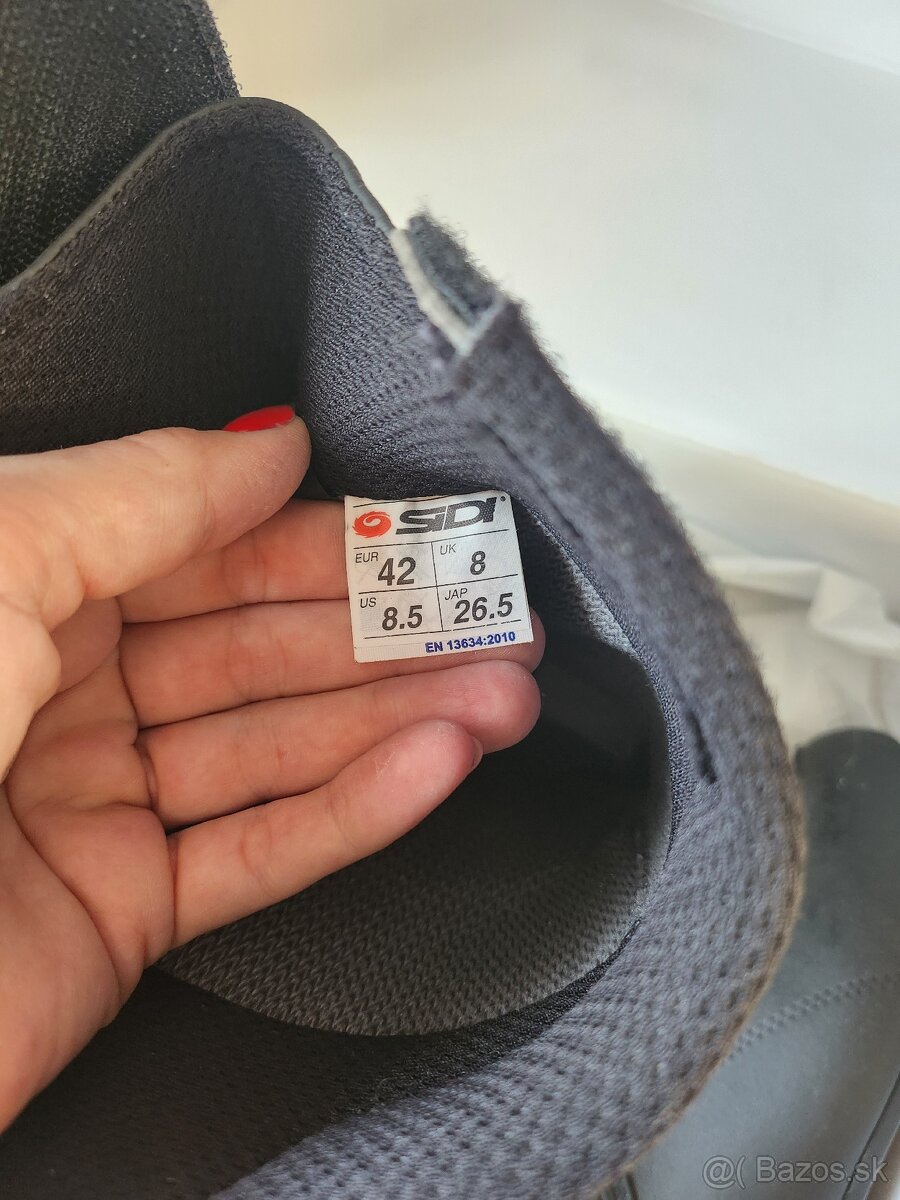 SIDI®
EUR 42 UK 8
US 8.5 JAP 26.5
EN 13634:2010
@( Bazos.sk